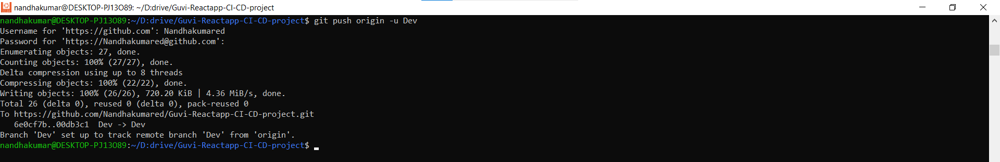 nandhakumar@DESKTOP-PJ13O89: ~/D:drive/Guvi-Reactapp-CI-CD-project
nandhakumar@DESKTOP-PJ13O89:~/D:drive/Guvi-Reactapp-CI-CD-project$ git push origin -u Dev
Username for 'https://github.com': Nandhakumared
Password for 'https://Nandhakumared@github.com':
Enumerating objects: 27, done.
Counting objects: 100% (27/27), done.
Delta compression using up to 8 threads
Compressing objects: 100% (22/22), done.
Writing objects: 100% (26/26), 720.20 KiB | 4.36 MiB/s, done.
Total 26 (delta 0), reused 0 (delta 0), pack-reused 0
To https://github.com/Nandhakumared/Guvi-Reactapp-CI-CD-project.git
   6e0cf7b..00db3c1  Dev -> Dev
Branch 'Dev' set up to track remote branch 'Dev' from 'origin'.
nandhakumar@DESKTOP-PJ13O89:~/D:drive/Guvi-Reactapp-CI-CD-project$